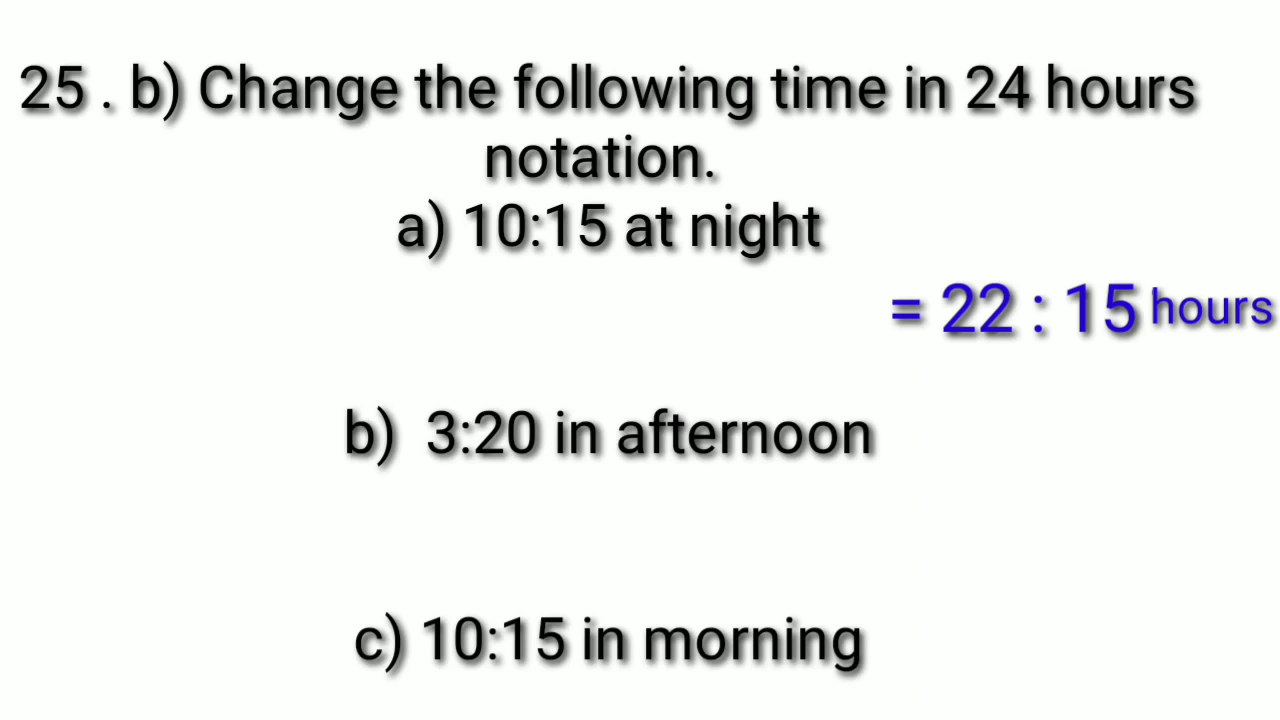 25 . b) Change the following time in 24 hours
notation.
a) 10:15 at night
= 22 : 15 hours
b) 3:20 in afternoon
c) 10:15 in morning